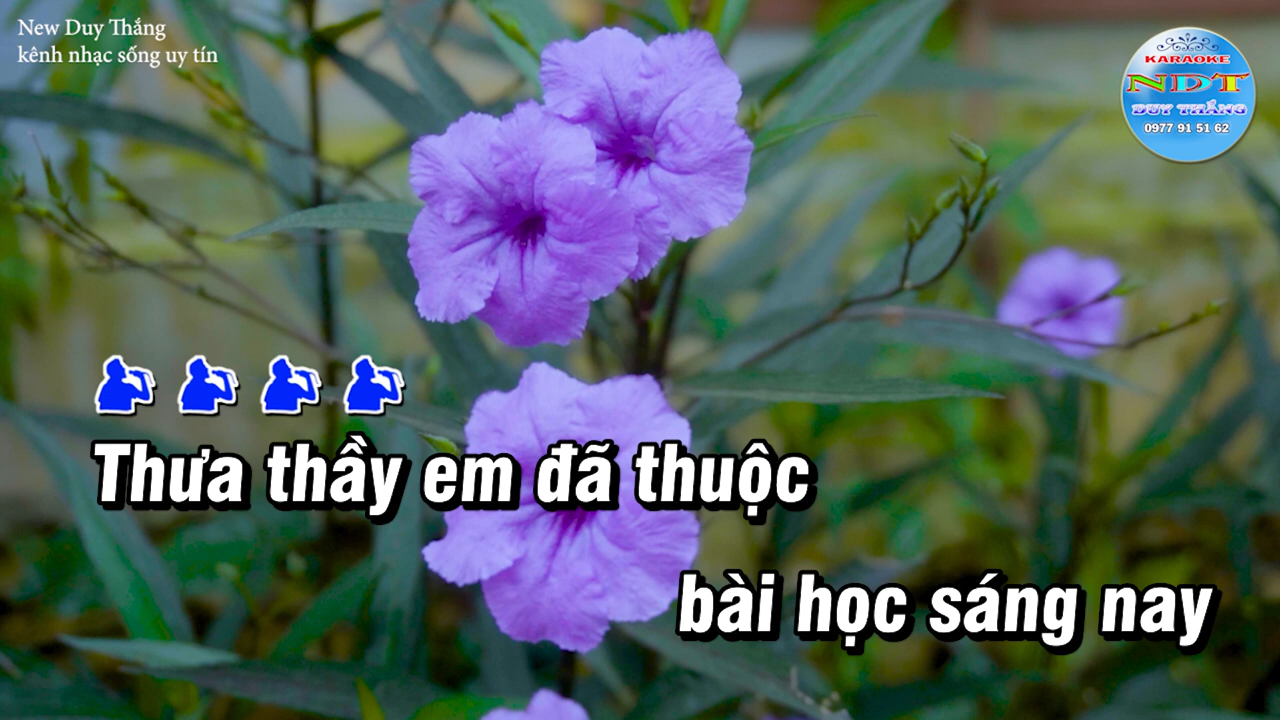 New Duy Thắng
kênh nhạc sống uy tín
KARAOKE
NDT
DUY THẮNG
0977 91 51 62
Thưa thầy em đã thuộc
bài học sáng nay